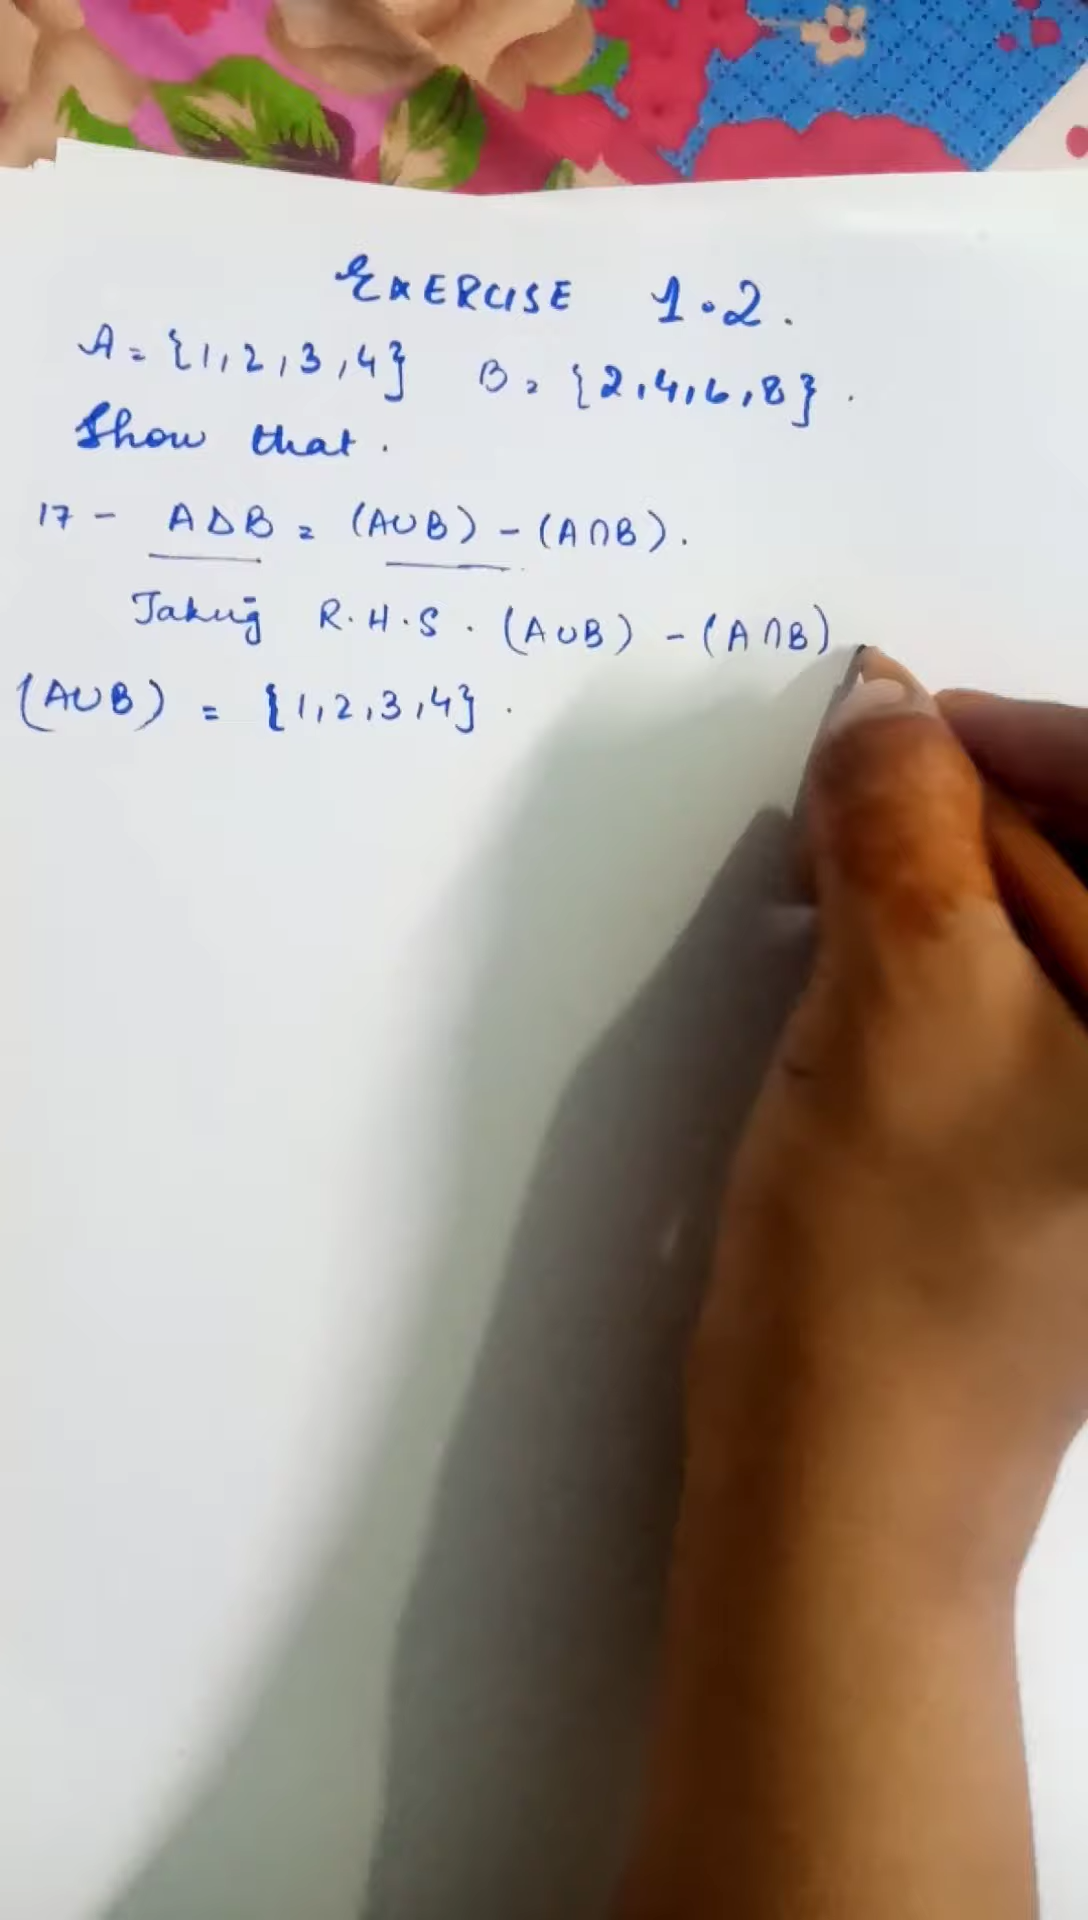 EXERCISE 1.2.
A = {1, 2, 3, 4} B = {2, 4, 6, 8}.
Show that.
17 - A Δ B = (A∪B) - (A∩B).
Taking R.H.S. (A∪B) - (A∩B)
(A∪B) = {1, 2, 3, 4}.